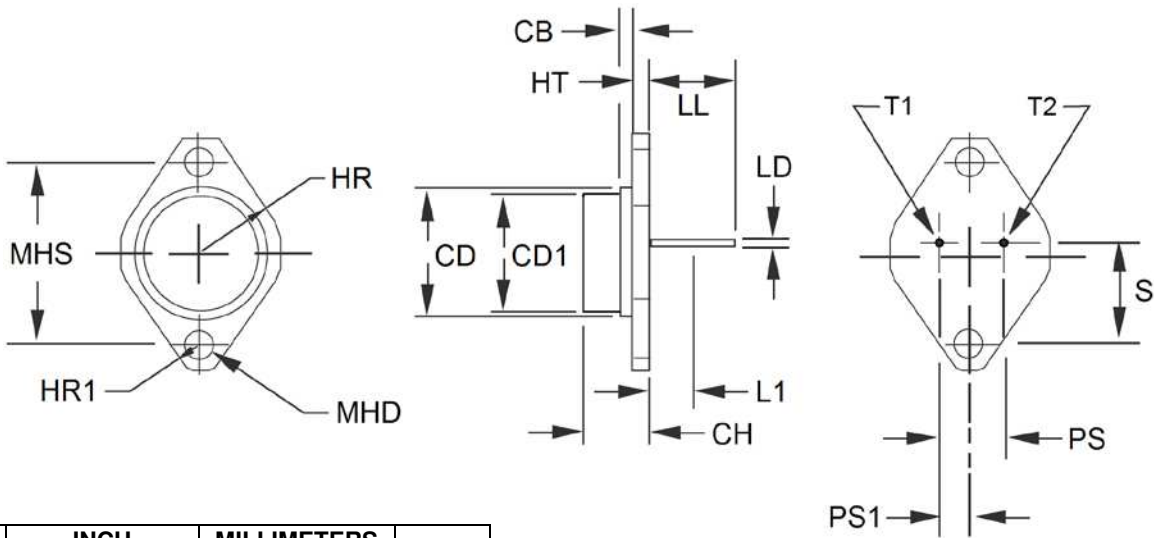 CB
HT
LL
T1
T2
HR
LD
MHS
CD
CD1
S
HR1
MHD
L1
CH
PS
PS1
INCH
MILLIMETERS